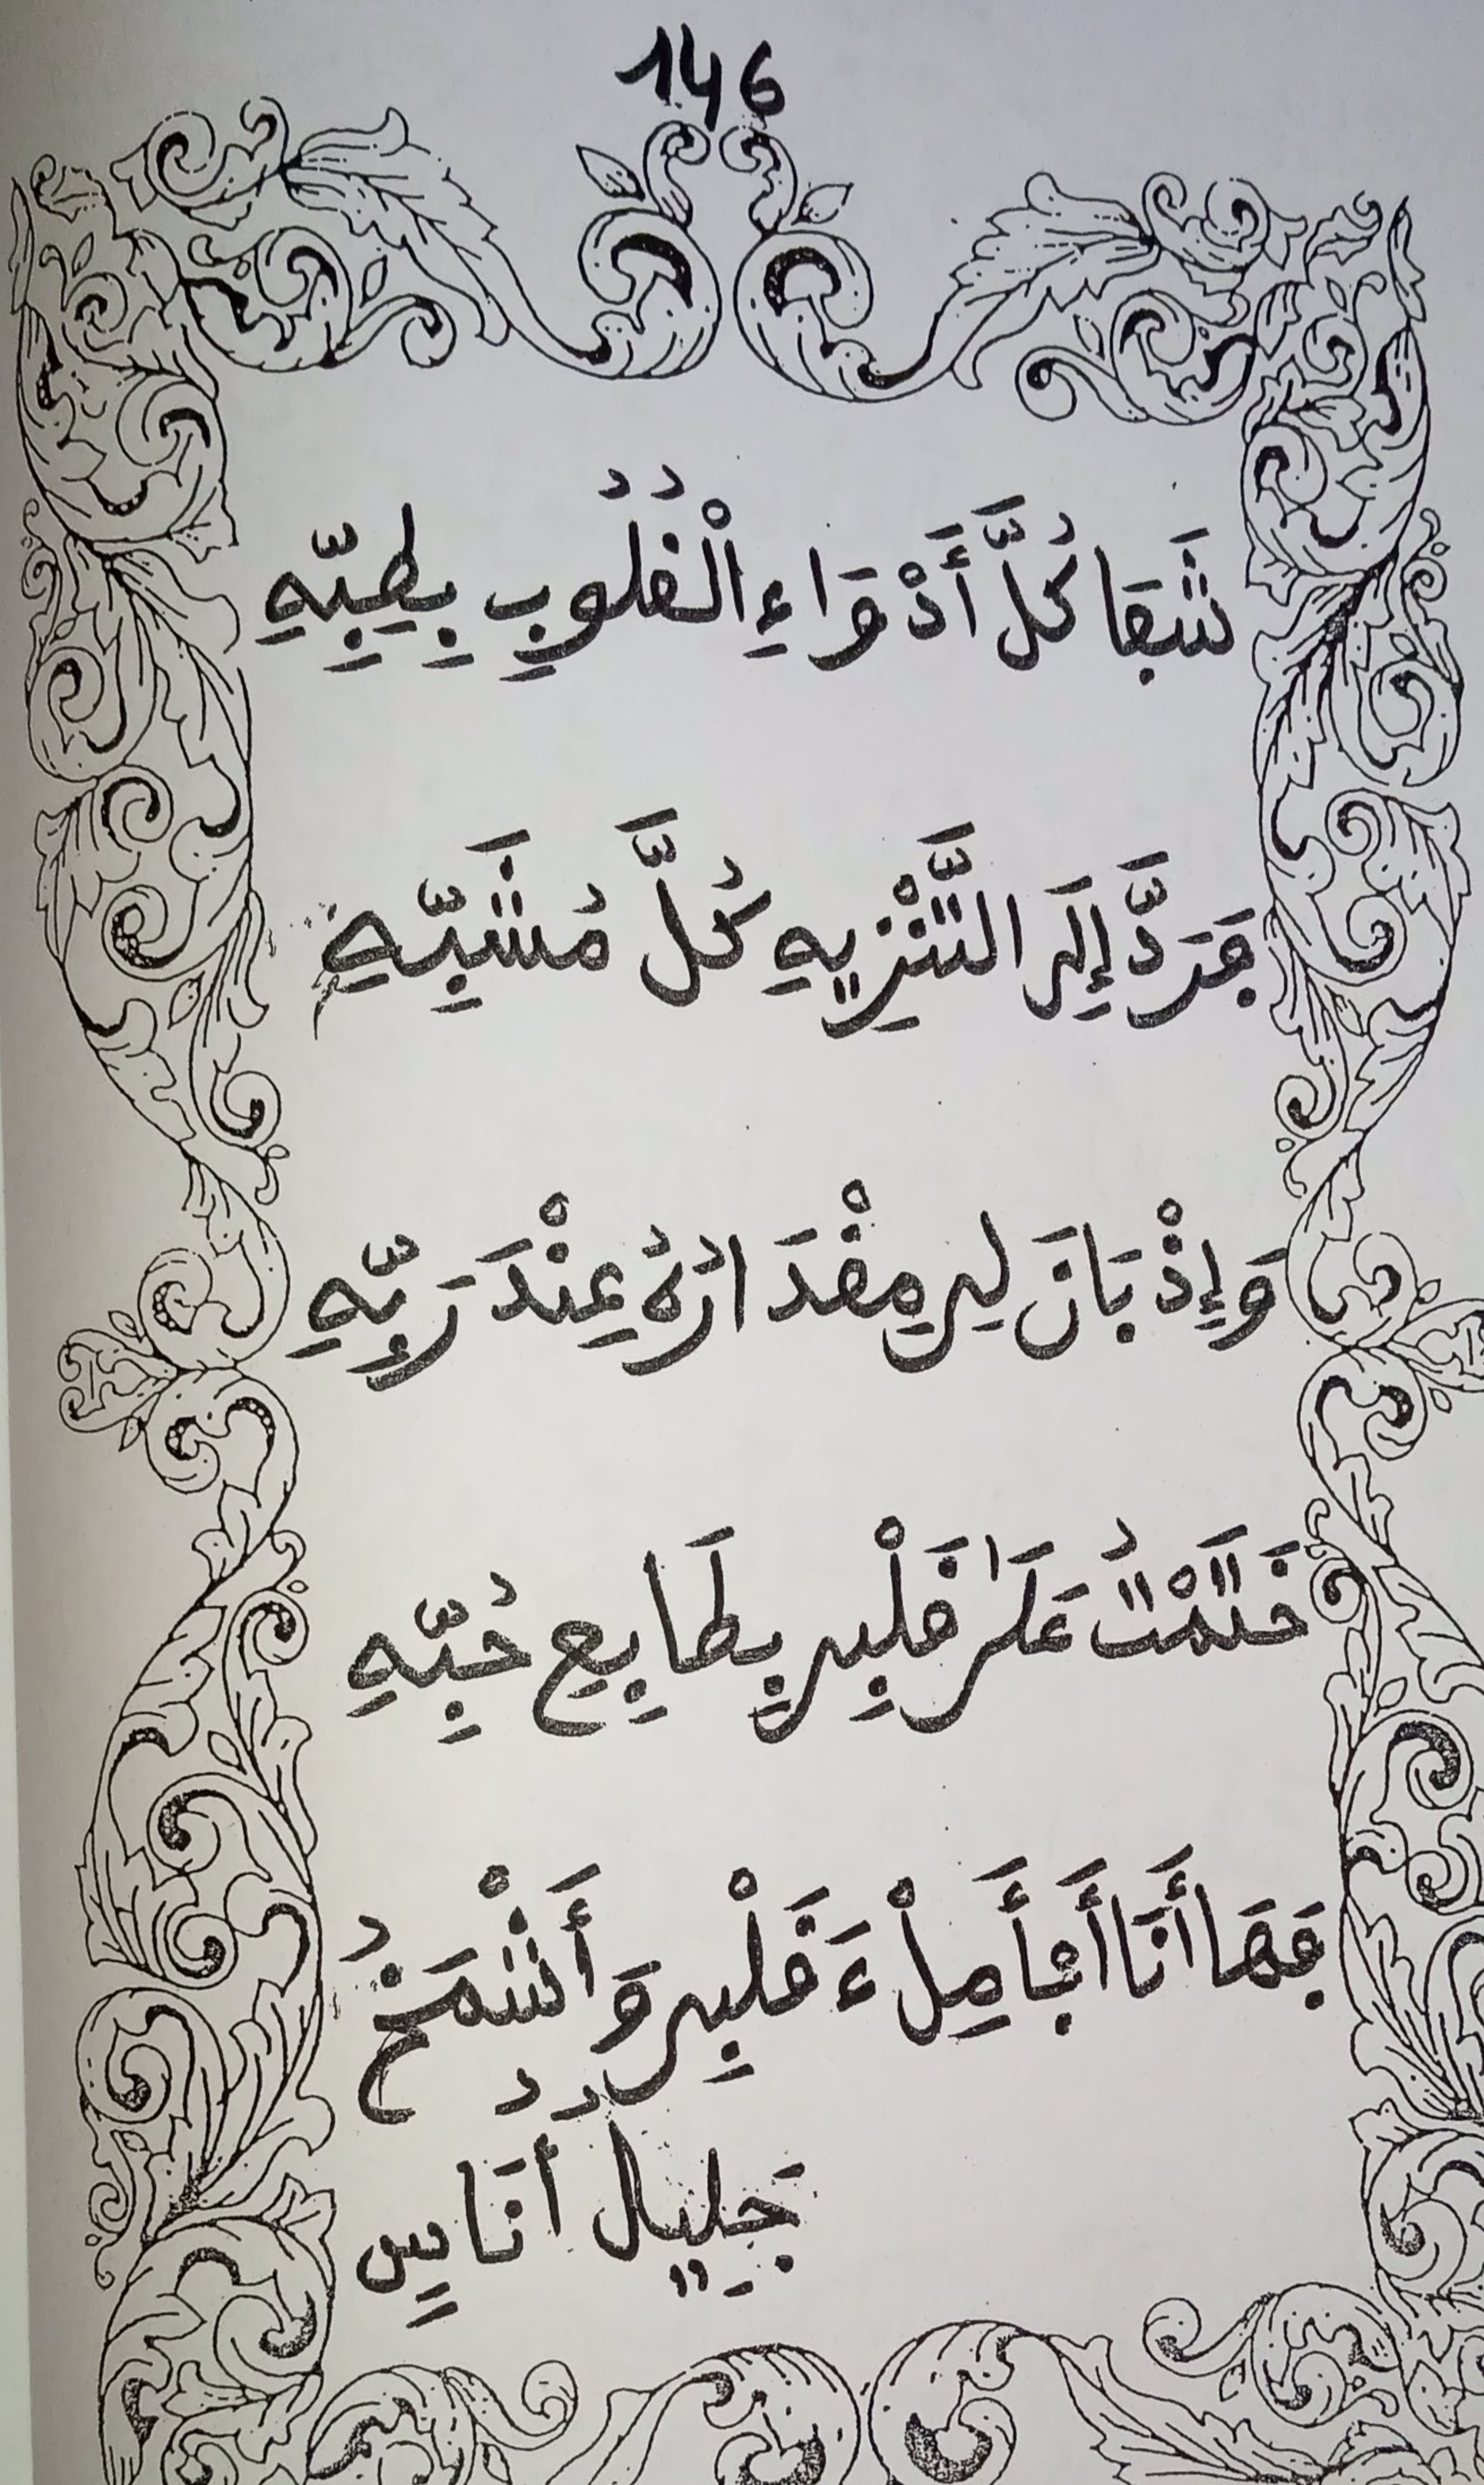 146
شَفَا كُلَّ أَدْوَاءِ الْقُلُوبِ بِطِبِّهِ
فَرَدَّ إِلَى التَّنْزِيهِ كُلَّ مُشَبِّهِ
وَإِذْ بَانَ لِي مِقْدَارُهُ عِنْدَ رَبِّهِ
خَتَمْتُ عَلَى قَلْبِي بِطَابِعِ حُبِّهِ
فَهَا أَنَا مِلْءَ قَلْبِي وَأَشْمَخُ
جَلِيلُ أُنَاسٍ